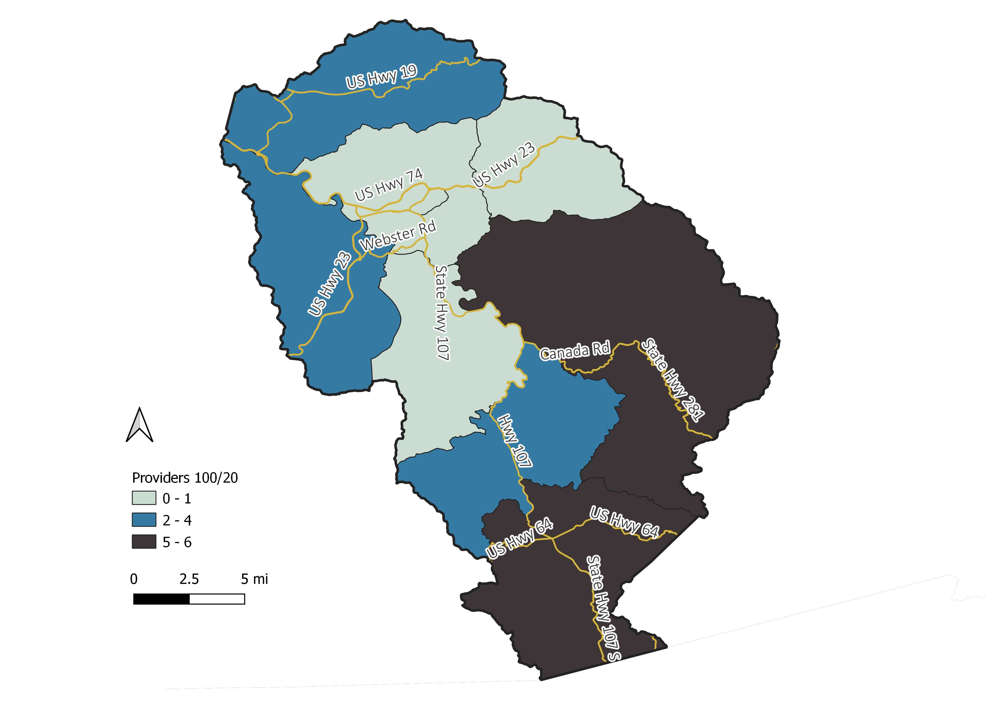 US Hwy 19
US Hwy 23
US Hwy 74
Webster Rd
US Hwy 23
State Hwy 107
Canada Rd
State Hwy 281
Hwy 107
US Hwy 64
US Hwy 64
State Hwy 107 S
Providers 100/20
0 - 1
2 - 4
5 - 6
0 2.5 5 mi